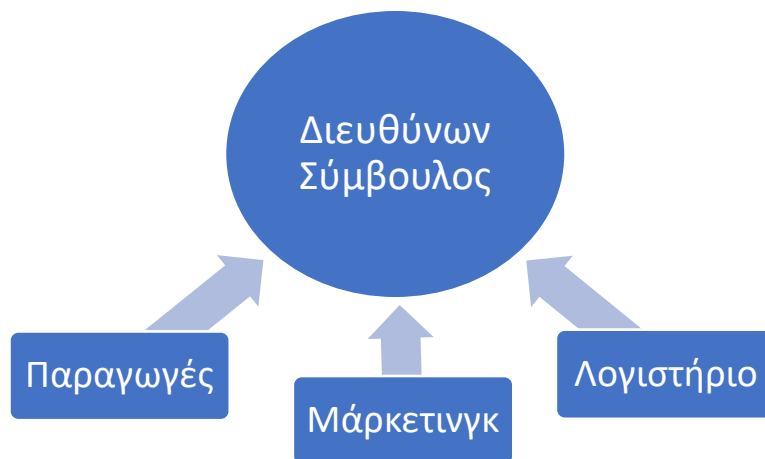 Διευθύνων
Σύμβουλος
Παραγωγές
Μάρκετινγκ
Λογιστήριο